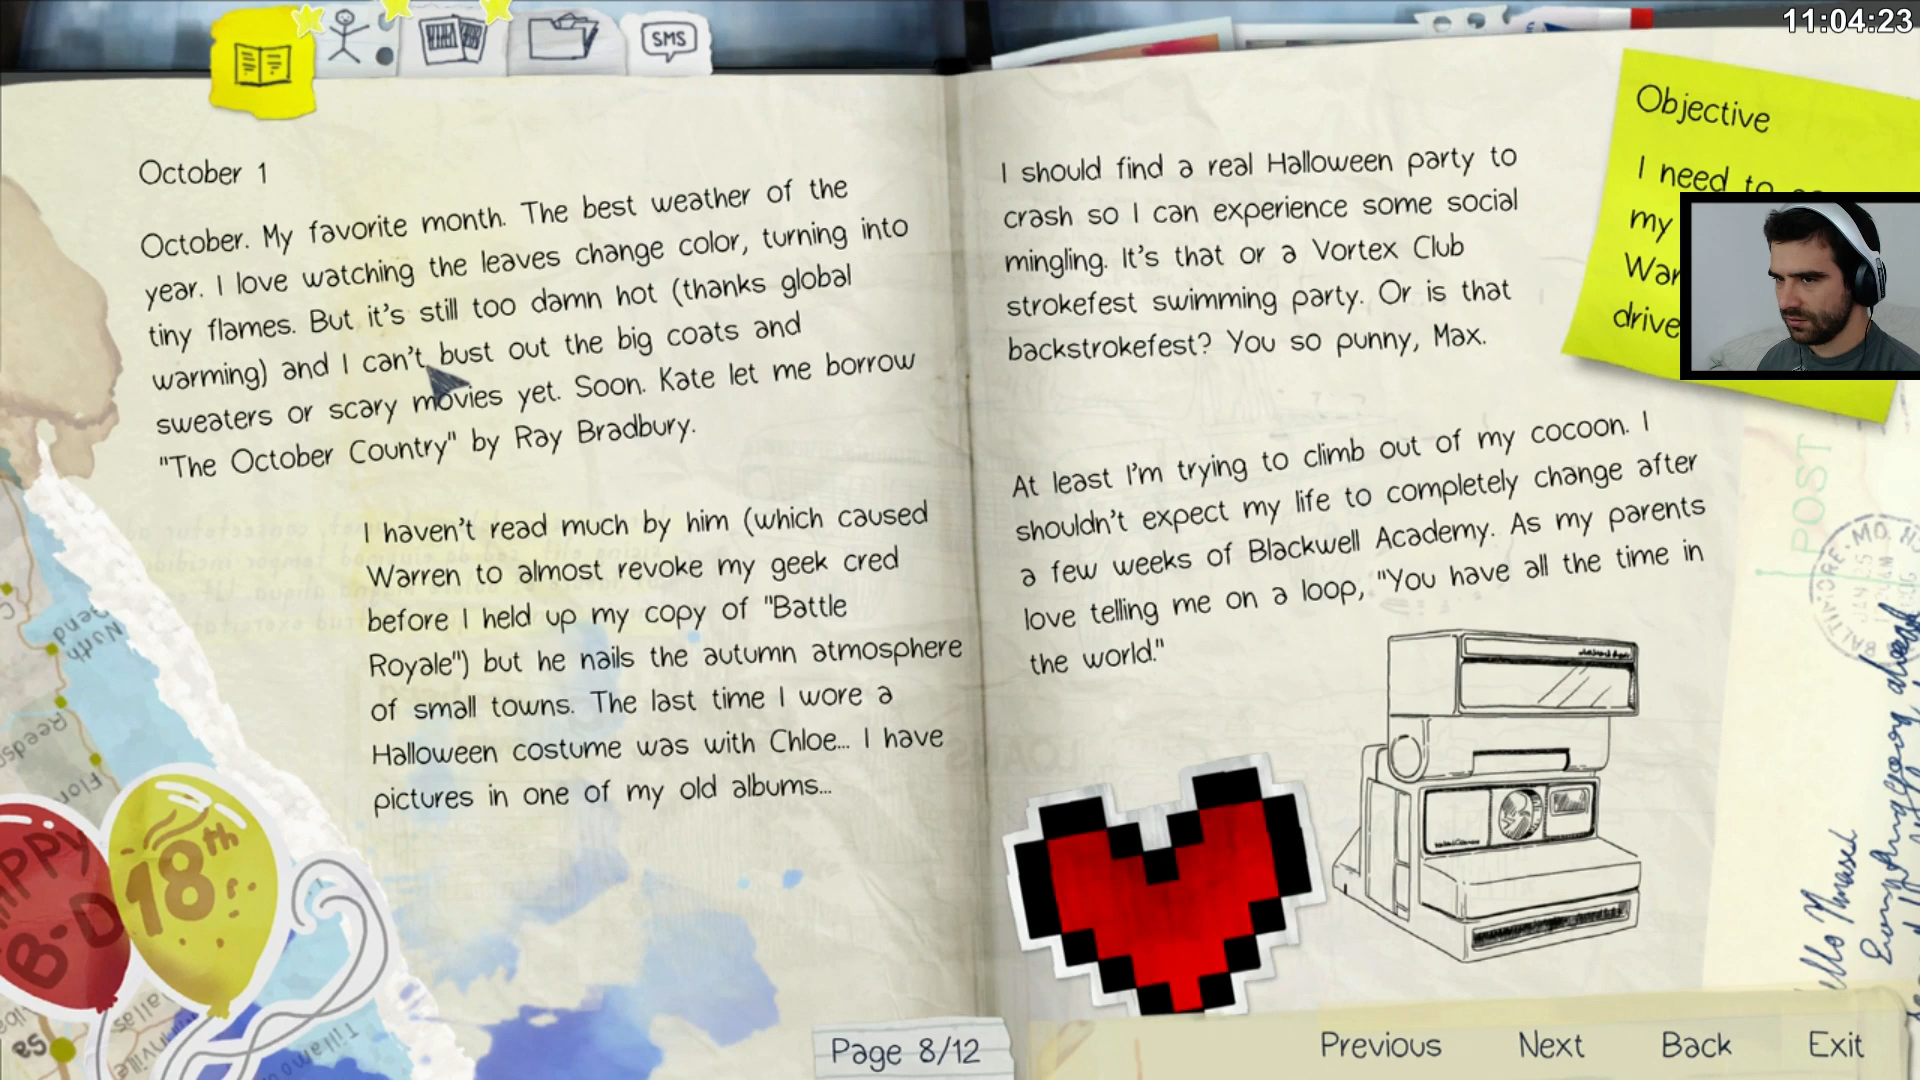 11:04:23
SMS
October 1
October. My favorite month. The best weather of the
year. I love watching the leaves change color, turning into
tiny flames. But it's still too damn hot (thanks global
warming) and I can't bust out the big coats and
sweaters or scary movies yet. Soon. Kate let me borrow
"The October Country" by Ray Bradbury.
I haven't read much by him (which caused
Warren to almost revoke my geek cred
before I held up my copy of "Battle
Royale") but he nails the autumn atmosphere
of small towns. The last time I wore a
Halloween costume was with Chloe... I have
pictures in one of my old albums...
I should find a real Halloween party to
crash so I can experience some social
mingling. It's that or a Vortex Club
strokefest swimming party. Or is that
backstrokefest? You so punny, Max.
At least I'm trying to climb out of my cocoon. I
shouldn't expect my life to completely change after
a few weeks of Blackwell Academy. As my parents
love telling me on a loop, "You have all the time in
the world."
Objective
I need to
my
War
drive
POST
North
Bend
18th
B-D
Page 8/12
Previous
Next
Back
Exit